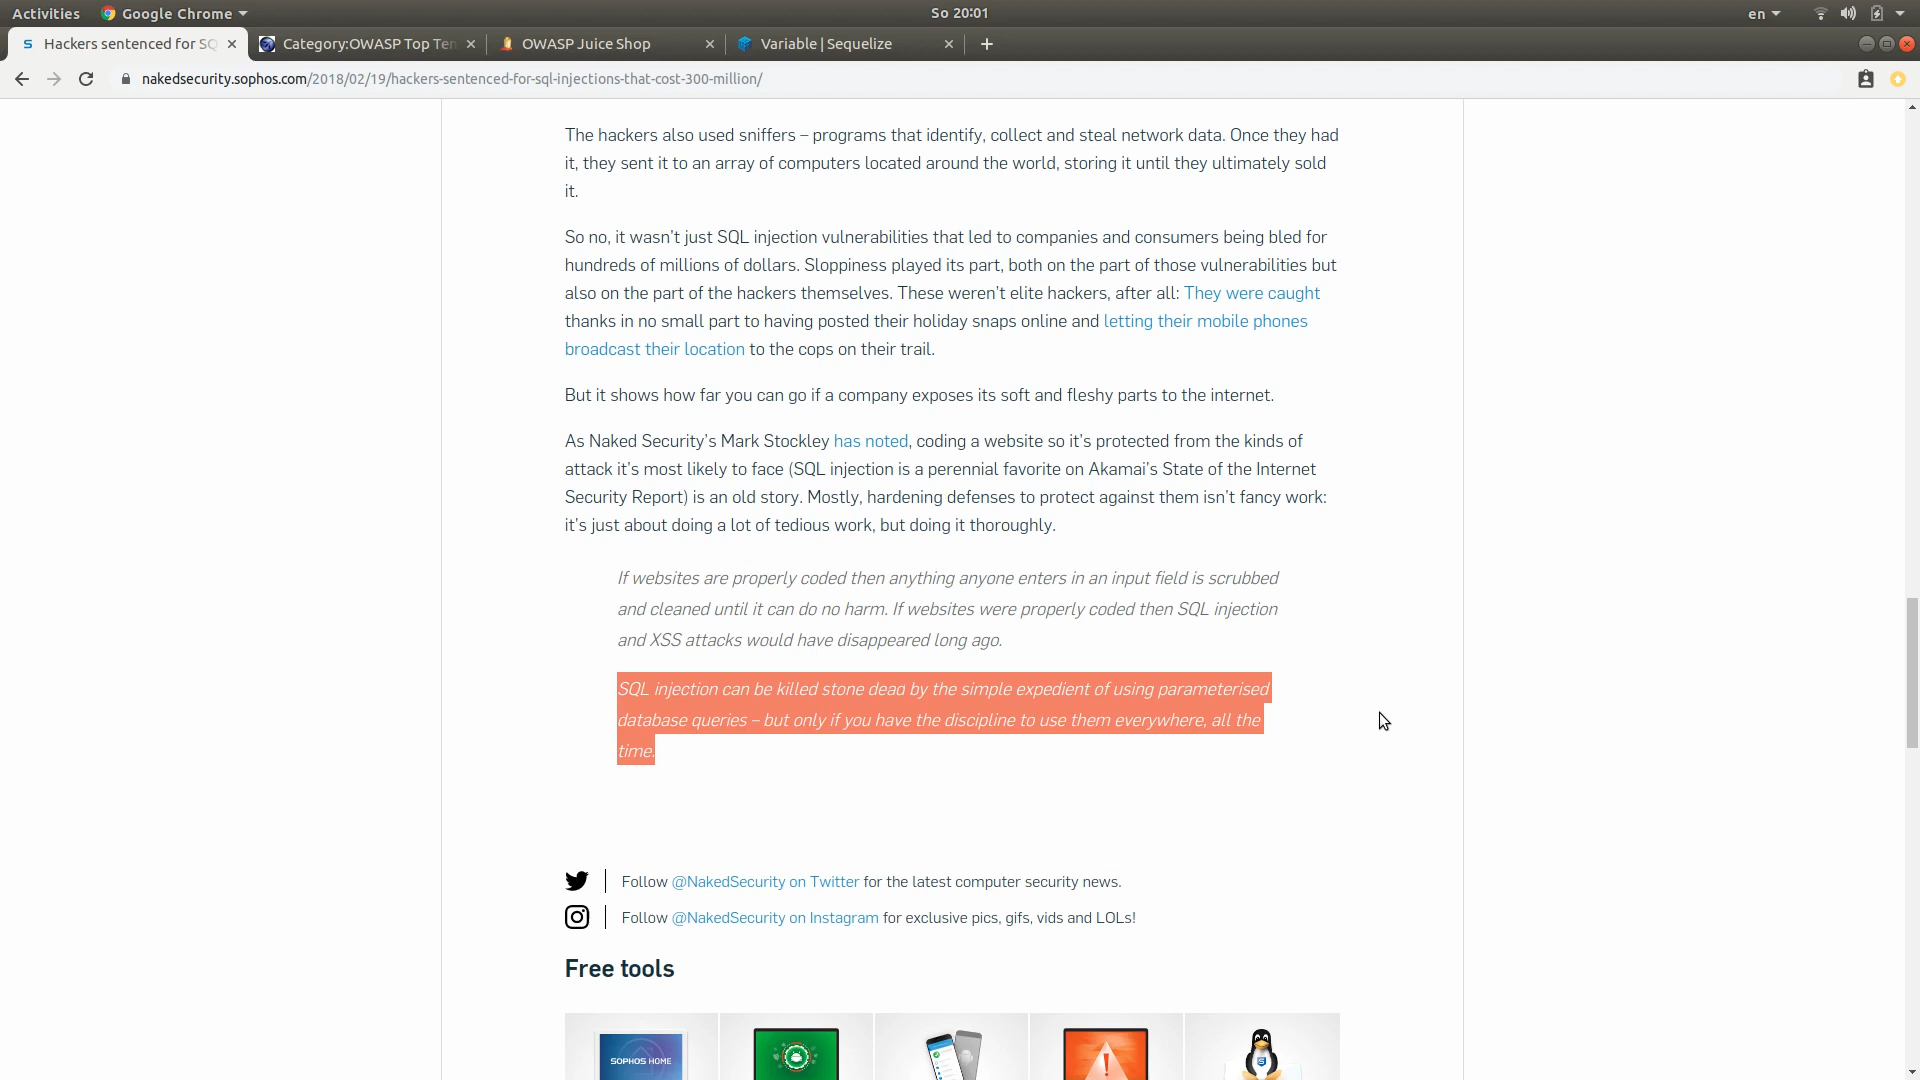 Activities
Google Chrome
So 20:01
en
Hackers sentenced for SQ
Category:OWASP Top Ten
OWASP Juice Shop
Variable | Sequelize
nakedsecurity.sophos.com/2018/02/19/hackers-sentenced-for-sql-injections-that-cost-300-million/
The hackers also used sniffers – programs that identify, collect and steal network data. Once they had
it, they sent it to an array of computers located around the world, storing it until they ultimately sold
it.
So no, it wasn’t just SQL injection vulnerabilities that led to companies and consumers being bled for
hundreds of millions of dollars. Sloppiness played its part, both on the part of those vulnerabilities but
also on the part of the hackers themselves. These weren’t elite hackers, after all: They were caught
thanks in no small part to having posted their holiday snaps online and letting their mobile phones
broadcast their location to the cops on their trail.
But it shows how far you can go if a company exposes its soft and fleshy parts to the internet.
As Naked Security’s Mark Stockley has noted, coding a website so it’s protected from the kinds of
attack it’s most likely to face (SQL injection is a perennial favorite on Akamai’s State of the Internet
Security Report) is an old story. Mostly, hardening defenses to protect against them isn’t fancy work:
it’s just about doing a lot of tedious work, but doing it thoroughly.
If websites are properly coded then anything anyone enters in an input field is scrubbed
and cleaned until it can do no harm. If websites were properly coded then SQL injection
and XSS attacks would have disappeared long ago.
SQL injection can be killed stone dead by the simple expedient of using parameterised
database queries – but only if you have the discipline to use them everywhere, all the
time.
Follow @NakedSecurity on Twitter for the latest computer security news.
Follow @NakedSecurity on Instagram for exclusive pics, gifs, vids and LOLs!
Free tools
SOPHOS HOME